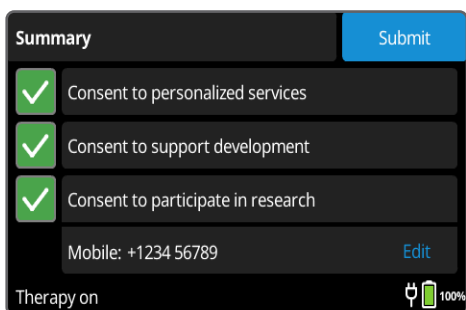 Summary
Submit
Consent to personalized services
Consent to support development
Consent to participate in research
Mobile: +1234 56789
Edit
Therapy on
100%